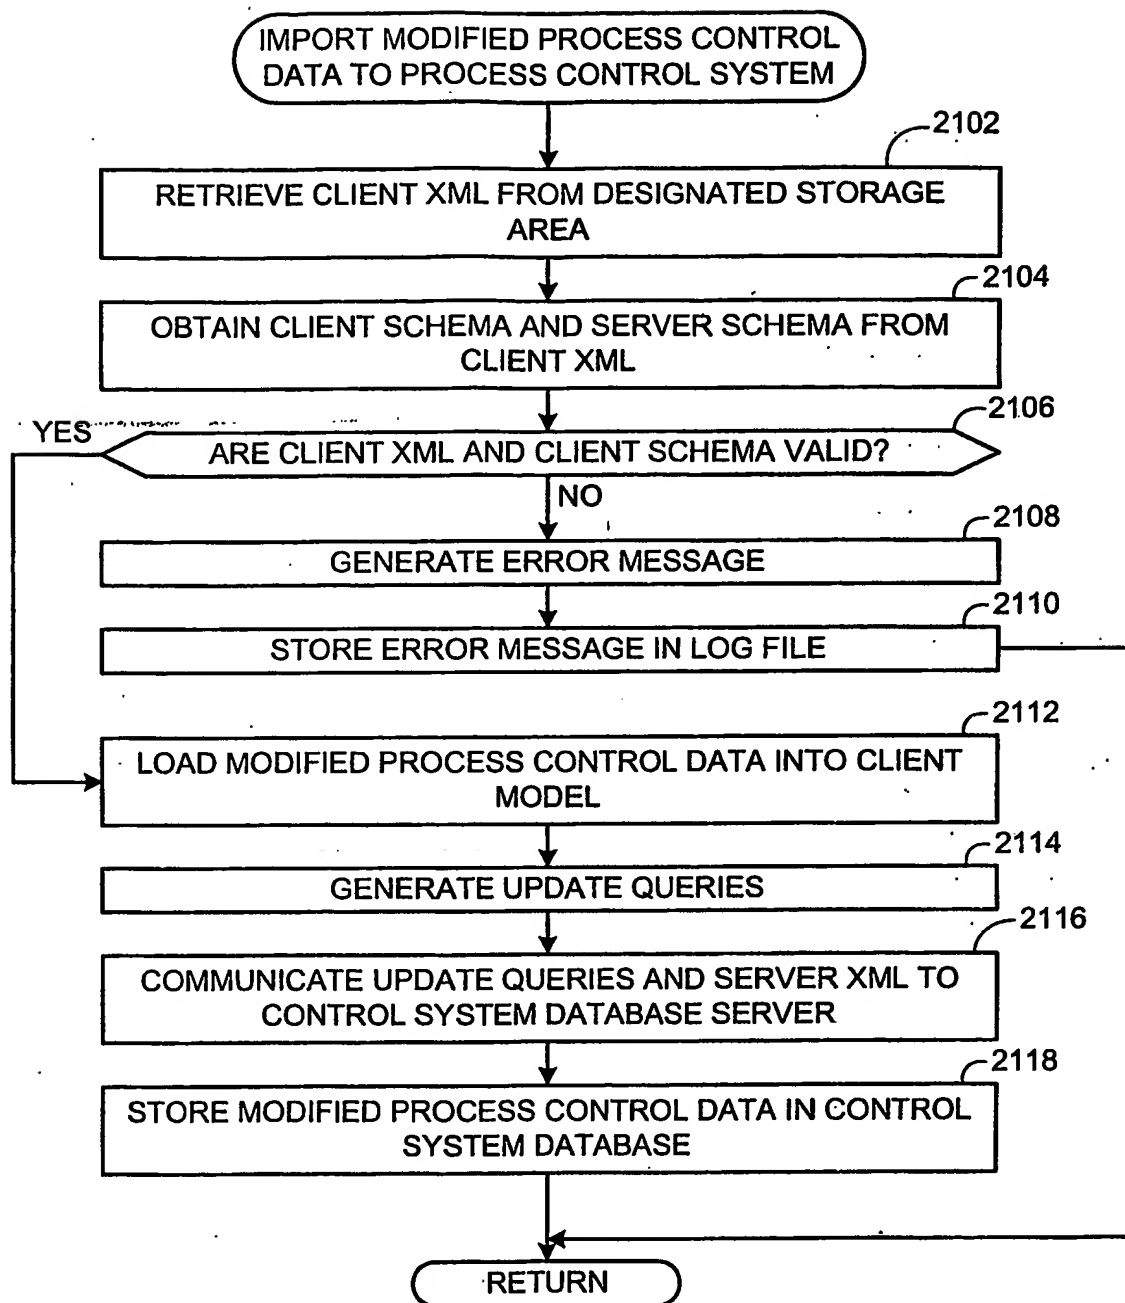 IMPORT MODIFIED PROCESS CONTROL
DATA TO PROCESS CONTROL SYSTEM
2102
RETRIEVE CLIENT XML FROM DESIGNATED STORAGE
AREA
2104
OBTAIN CLIENT SCHEMA AND SERVER SCHEMA FROM
CLIENT XML
2106
YES
ARE CLIENT XML AND CLIENT SCHEMA VALID?
NO
2108
GENERATE ERROR MESSAGE
2110
STORE ERROR MESSAGE IN LOG FILE
2112
LOAD MODIFIED PROCESS CONTROL DATA INTO CLIENT
MODEL
2114
GENERATE UPDATE QUERIES
2116
COMMUNICATE UPDATE QUERIES AND SERVER XML TO
CONTROL SYSTEM DATABASE SERVER
2118
STORE MODIFIED PROCESS CONTROL DATA IN CONTROL
SYSTEM DATABASE
RETURN